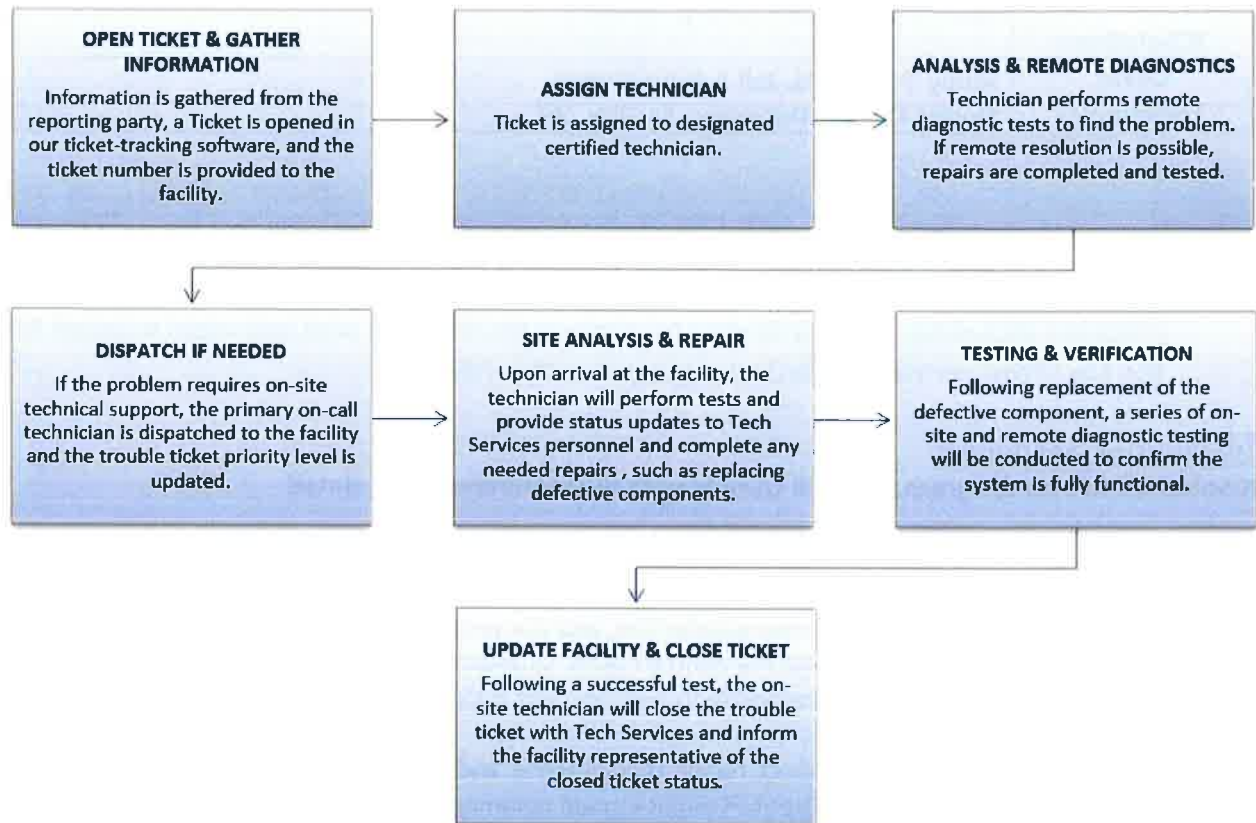 OPEN TICKET & GATHER
INFORMATION
Information is gathered from the
reporting party, a Ticket is opened in
our ticket-tracking software, and the
ticket number is provided to the
facility.
ASSIGN TECHNICIAN
Ticket is assigned to designated
certified technician.
ANALYSIS & REMOTE DIAGNOSTICS
Technician performs remote
diagnostic tests to find the problem.
If remote resolution is possible,
repairs are completed and tested.
DISPATCH IF NEEDED
If the problem requires on-site
technical support, the primary on-call
technician is dispatched to the facility
and the trouble ticket priority level is
updated.
SITE ANALYSIS & REPAIR
Upon arrival at the facility, the
technician will perform tests and
provide status updates to Tech
Services personnel and complete any
needed repairs , such as replacing
defective components.
TESTING & VERIFICATION
Following replacement of the
defective component, a series of on-
site and remote diagnostic testing
will be conducted to confirm the
system is fully functional.
UPDATE FACILITY & CLOSE TICKET
Following a successful test, the on-
site technician will close the trouble
ticket with Tech Services and inform
the facility representative of the
closed ticket status.